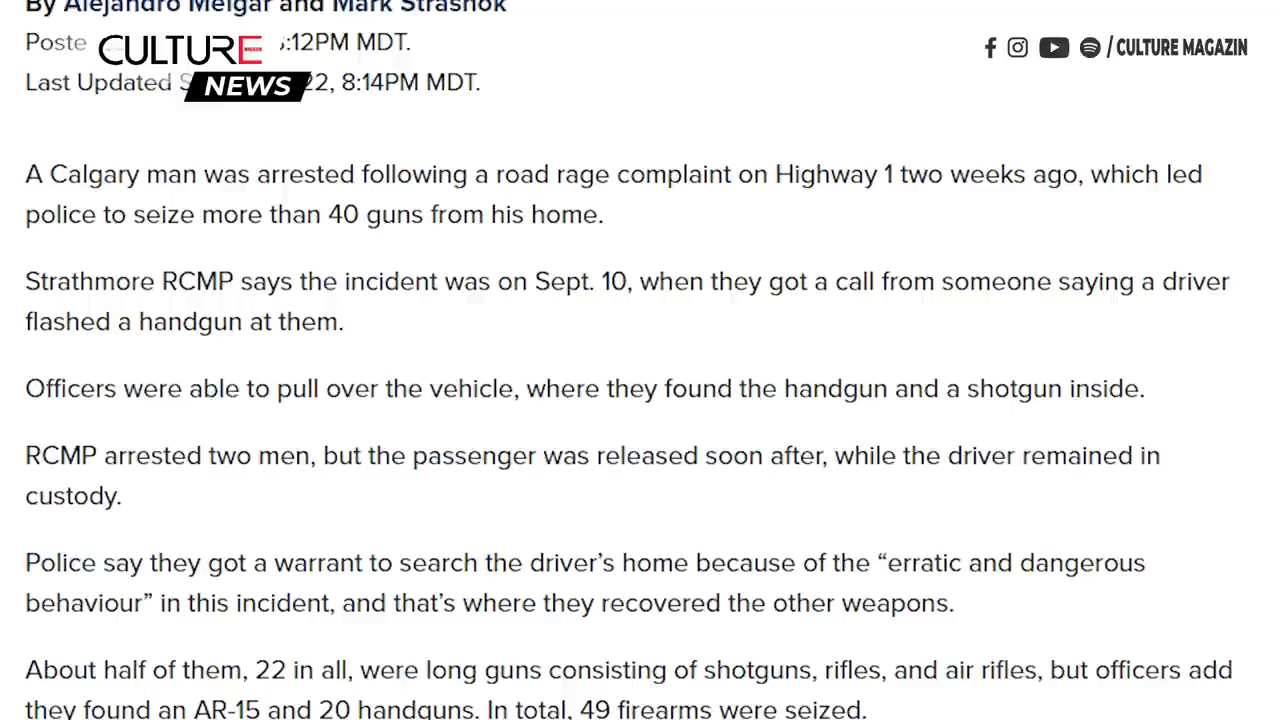 By Alejandro Melgar and Mark Strashok
Poste :12PM MDT.
CULTURE
/ CULTURE MAGAZIN
Last Updated S 22, 8:14PM MDT.
NEWS
A Calgary man was arrested following a road rage complaint on Highway 1 two weeks ago, which led
police to seize more than 40 guns from his home.
Strathmore RCMP says the incident was on Sept. 10, when they got a call from someone saying a driver
flashed a handgun at them.
Officers were able to pull over the vehicle, where they found the handgun and a shotgun inside.
RCMP arrested two men, but the passenger was released soon after, while the driver remained in
custody.
Police say they got a warrant to search the driver’s home because of the “erratic and dangerous
behaviour” in this incident, and that’s where they recovered the other weapons.
About half of them, 22 in all, were long guns consisting of shotguns, rifles, and air rifles, but officers add
they found an AR-15 and 20 handguns. In total, 49 firearms were seized.